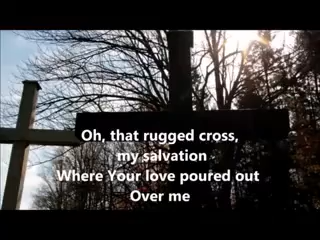 Oh, that rugged cross,
my salvation
Where Your love poured out
Over me